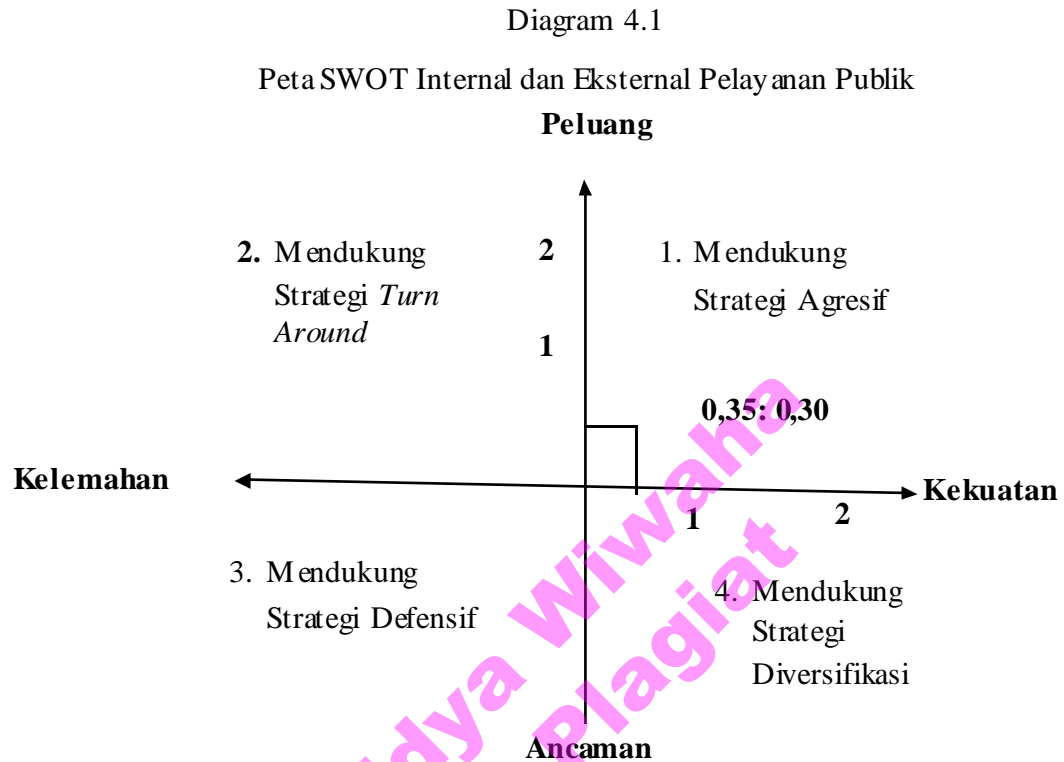 Diagram 4.1
Peta SWOT Internal dan Eksternal Pelayanan Publik
Peluang
2. Mendukung
Strategi Turn
Around
2
1
1. Mendukung
Strategi Agresif
0,35: 0,30
Kelemahan
Kekuatan
1
2
3. Mendukung
Strategi Defensif
4. Mendukung
Strategi
Diversifikasi
Ancaman
Wiwaha
Plagiat